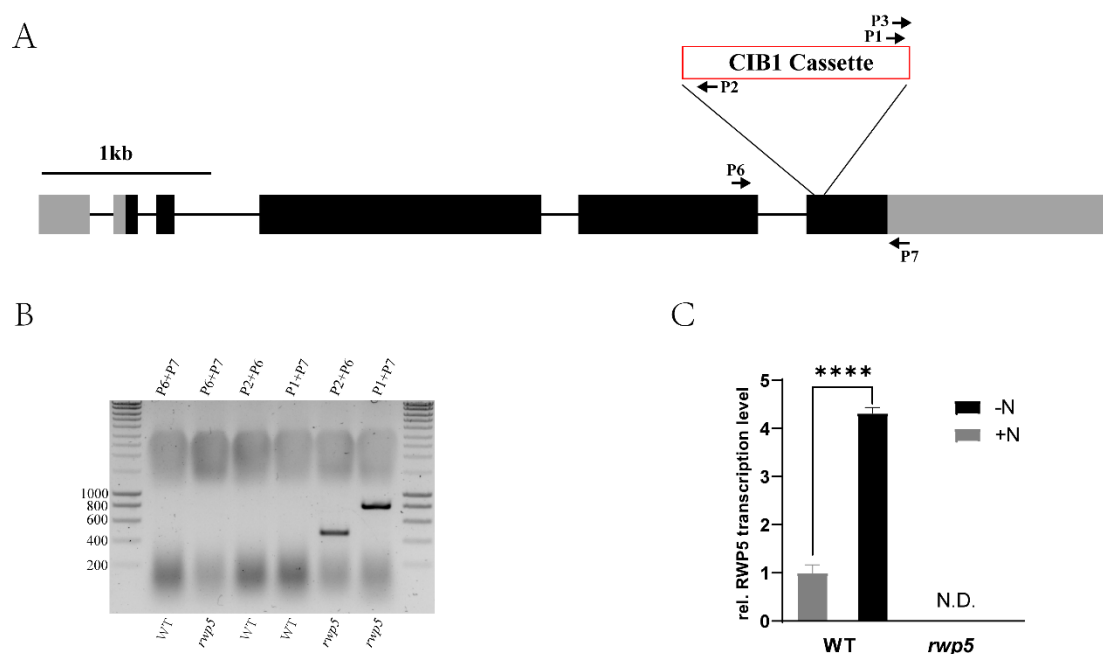 A
P3
P1
CIB1 Cassette
P2
1kb
P6
P7
B
P6+P7
P6+P7
P2+P6
P1+P7
P2+P6
P1+P7
1000
800
600
400
200
WT
rwp5
WT
WT
rwp5
rwp5
C
rel. RWP5 transcription level
5
4
3
2
1
0
****
-N
+N
N.D.
WT
rwp5